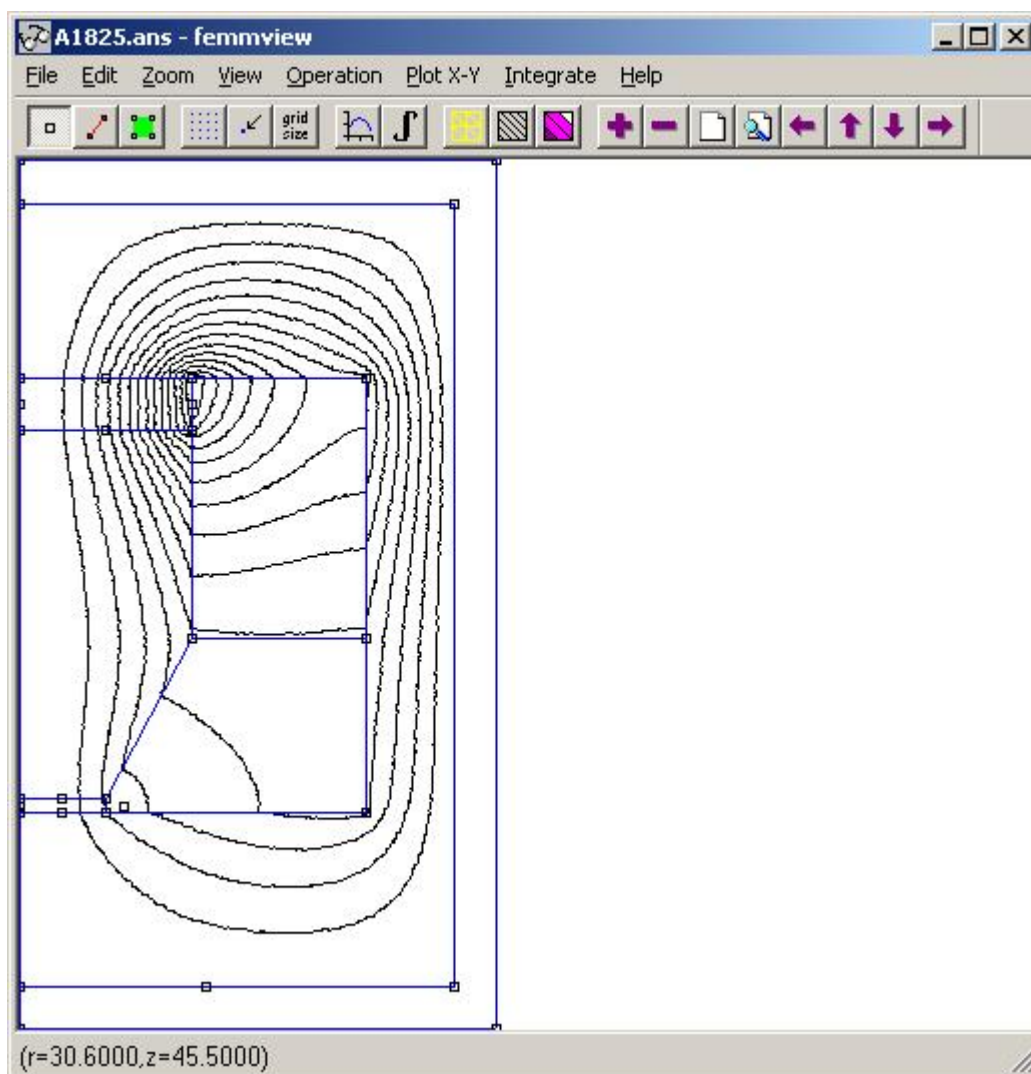 A1825.ans - femmview
File Edit Zoom View Operation Plot X-Y Integrate Help
grid
size
(r=30.6000,z=45.5000)